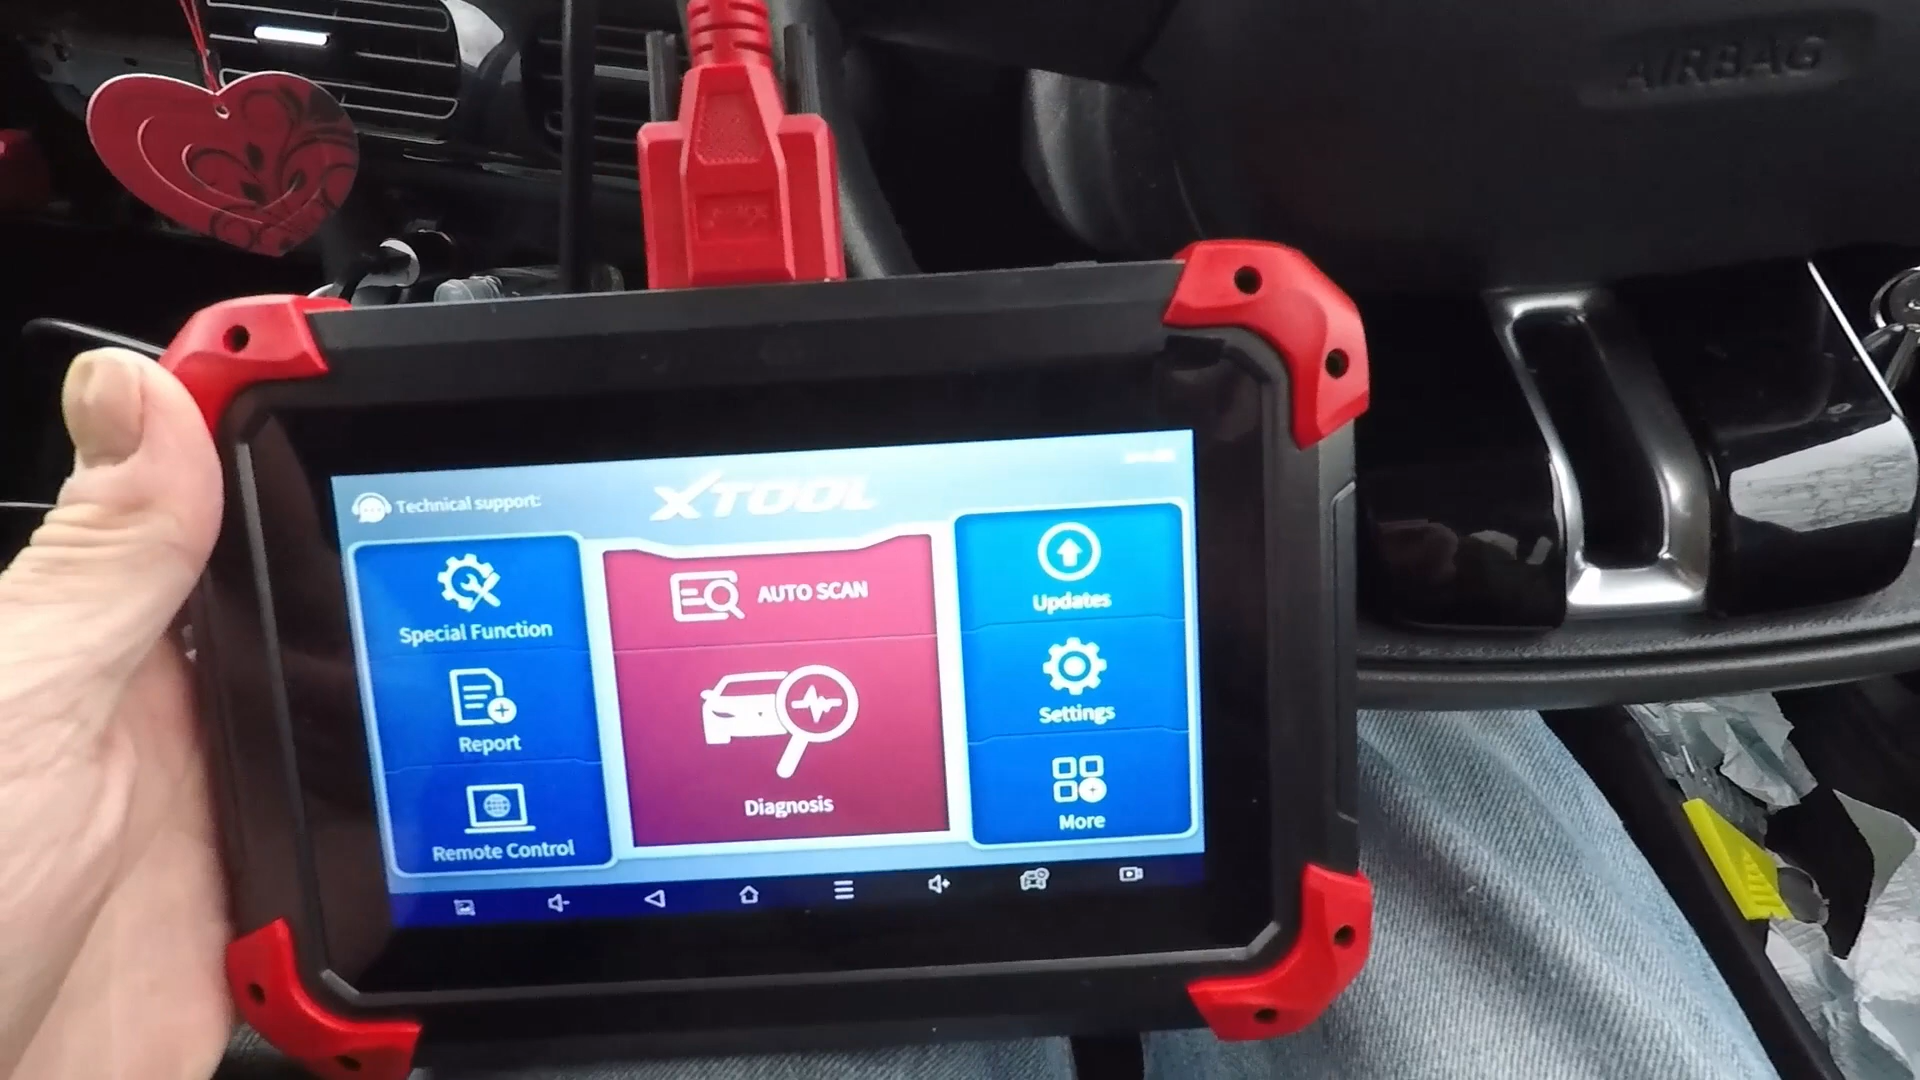 AIRBAG
Technical support:
XTOOL
Special Function
AUTO SCAN
Updates
Report
Diagnosis
Settings
Remote Control
More